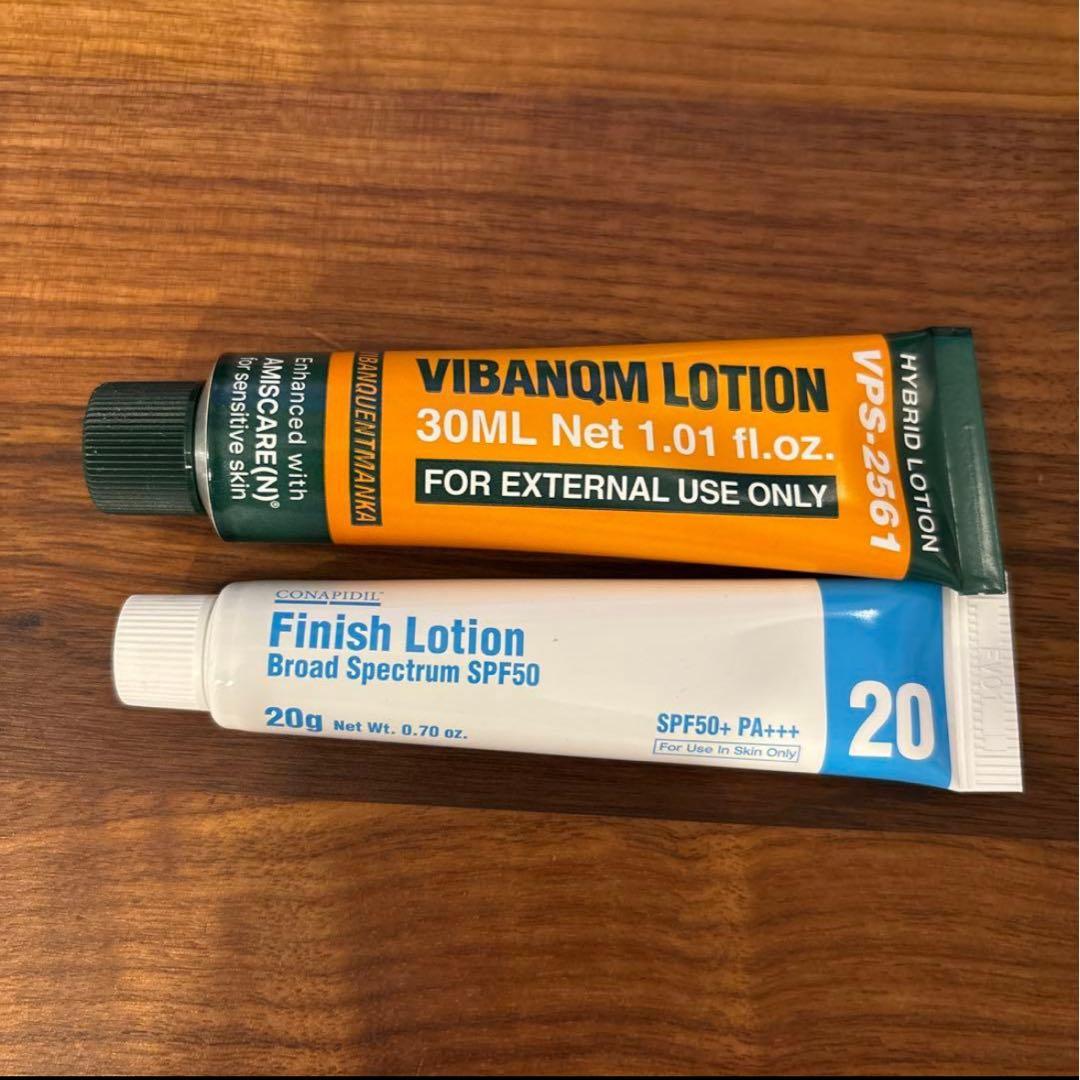 Enhanced with
AMISCARE(N)®
for sensitive skin
VIBANQUENTMANKA
VIBANQM LOTION
30ML Net 1.01 fl.oz.
FOR EXTERNAL USE ONLY
VPS-2561
HYBRID LOTION
CONAPIDIL™
Finish Lotion
Broad Spectrum SPF50
20g Net Wt. 0.70 oz.
SPF50+ PA+++
For Use In Skin Only
20